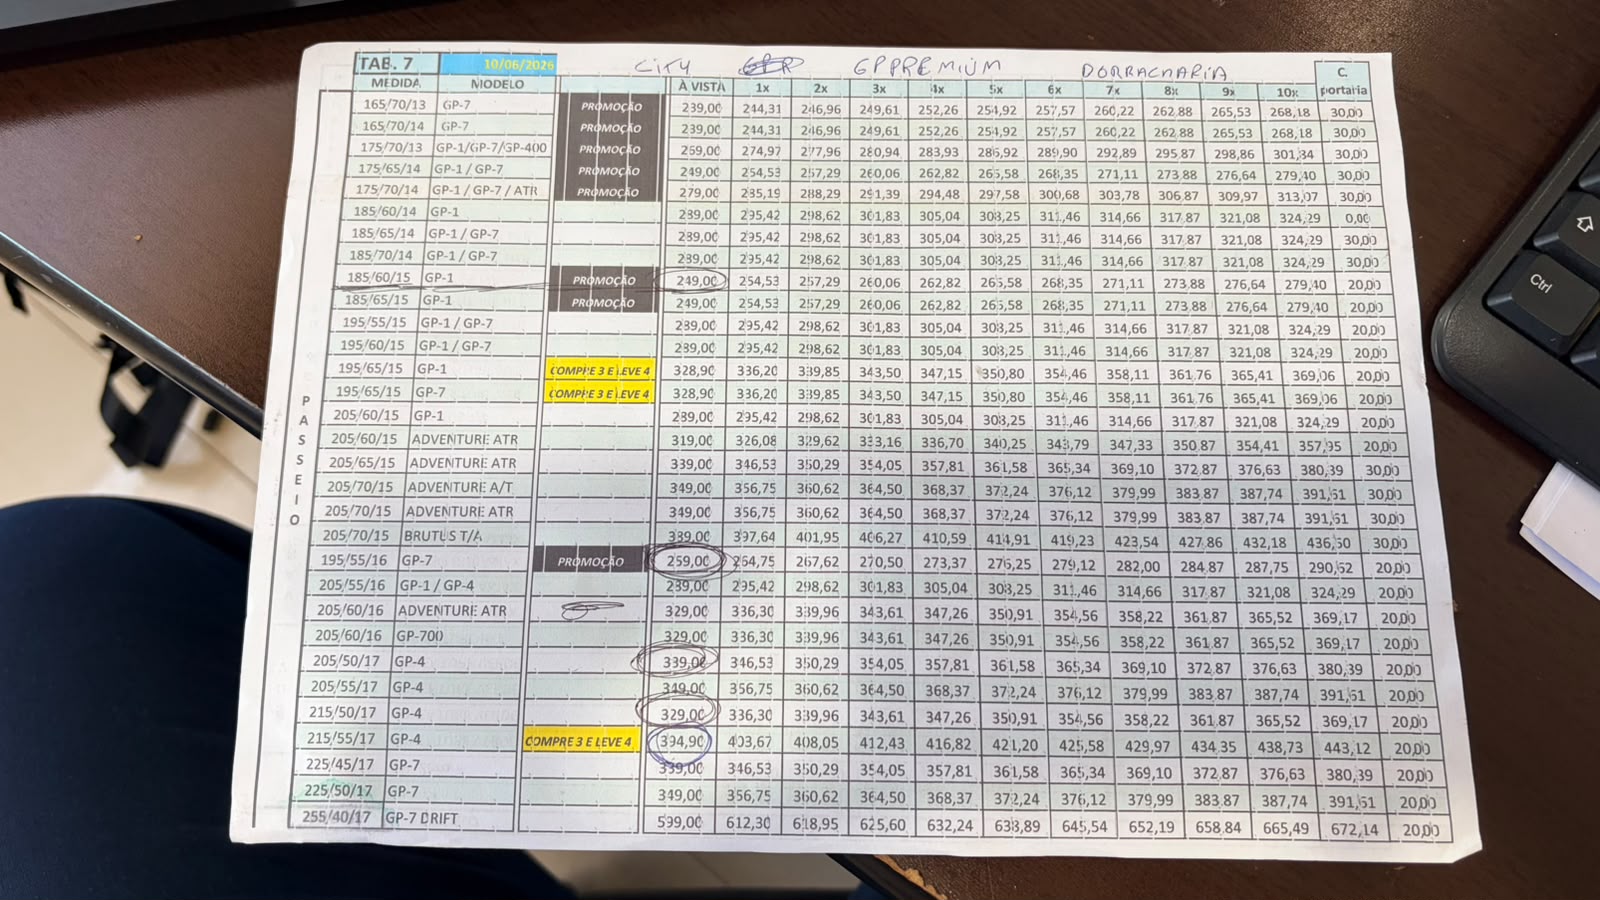 TAB. 7 10/06/2026 CITY GP PREMIUM BORRACHARIA C. portaria
MEDIDA MODELO À VISTA 1x 2x 3x 4x 5x 6x 7x 8x 9x 10x
165/70/13 GP-7 PROMOÇÃO 239,00 244,31 246,96 249,61 252,26 254,92 257,57 260,22 262,88 265,53 268,18 30,00
165/70/14 GP-7 PROMOÇÃO 239,00 244,31 246,96 249,61 252,26 254,92 257,57 260,22 262,88 265,53 268,18 30,00
175/70/13 GP-1/GP-7/GP-400 PROMOÇÃO 269,00 274,97 277,96 280,94 283,93 286,92 289,90 292,89 295,87 298,86 301,84 30,00
175/65/14 GP-1 / GP-7 PROMOÇÃO 249,00 254,53 257,29 260,06 262,82 265,58 268,35 271,11 273,88 276,64 279,40 30,00
175/70/14 GP-1 / GP-7 / ATR PROMOÇÃO 279,00 285,19 288,29 291,39 294,48 297,58 300,68 303,78 306,87 309,97 313,07 30,00
185/60/14 GP-1 289,00 295,42 298,62 301,83 305,04 308,25 311,46 314,66 317,87 321,08 324,29 0,00
185/65/14 GP-1 / GP-7 289,00 295,42 298,62 301,83 305,04 308,25 311,46 314,66 317,87 321,08 324,29 30,00
185/70/14 GP-1 / GP-7 289,00 295,42 298,62 301,83 305,04 308,25 311,46 314,66 317,87 321,08 324,29 30,00
185/60/15 GP-1 PROMOÇÃO 249,00 254,53 257,29 260,06 262,82 265,58 268,35 271,11 273,88 276,64 279,40 20,00
185/65/15 GP-1 PROMOÇÃO 249,00 254,53 257,29 260,06 262,82 265,58 268,35 271,11 273,88 276,64 279,40 20,00
195/55/15 GP-1 / GP-7 289,00 295,42 298,62 301,83 305,04 308,25 311,46 314,66 317,87 321,08 324,29 20,00
195/60/15 GP-1 / GP-7 289,00 295,42 298,62 301,83 305,04 308,25 311,46 314,66 317,87 321,08 324,29 20,00
195/65/15 GP-1 COMPRE 3 E LEVE 4 328,90 336,20 339,85 343,50 347,15 350,80 354,46 358,11 361,76 365,41 369,06 20,00
195/65/15 GP-7 COMPRE 3 E LEVE 4 328,90 336,20 339,85 343,50 347,15 350,80 354,46 358,11 361,76 365,41 369,06 20,00
205/60/15 GP-1 289,00 295,42 298,62 301,83 305,04 308,25 311,46 314,66 317,87 321,08 324,29 20,00
205/60/15 ADVENTURE ATR 319,00 326,08 329,62 333,16 336,70 340,25 343,79 347,33 350,87 354,41 357,95 20,00
205/65/15 ADVENTURE ATR 339,00 346,53 350,29 354,05 357,81 361,58 365,34 369,10 372,87 376,63 380,39 30,00
205/70/15 ADVENTURE A/T 349,00 356,75 360,62 364,50 368,37 372,24 376,12 379,99 383,87 387,74 391,61 30,00
205/70/15 ADVENTURE ATR 349,00 356,75 360,62 364,50 368,37 372,24 376,12 379,99 383,87 387,74 391,61 30,00
205/70/15 BRUTUS T/A 389,00 397,64 401,95 406,27 410,59 414,91 419,23 423,54 427,86 432,18 436,50 30,00
195/55/16 GP-7 PROMOÇÃO 259,00 264,75 267,62 270,50 273,37 276,25 279,12 282,00 284,87 287,75 290,62 20,00
205/55/16 GP-1 / GP-4 289,00 295,42 298,62 301,83 305,04 308,25 311,46 314,66 317,87 321,08 324,29 20,00
205/60/16 ADVENTURE ATR 329,00 336,30 339,96 343,61 347,26 350,91 354,56 358,22 361,87 365,52 369,17 20,00
205/60/16 GP-700 329,00 336,30 339,96 343,61 347,26 350,91 354,56 358,22 361,87 365,52 369,17 20,00
205/50/17 GP-4 339,00 346,53 350,29 354,05 357,81 361,58 365,34 369,10 372,87 376,63 380,39 20,00
205/55/17 GP-4 349,00 356,75 360,62 364,50 368,37 372,24 376,12 379,99 383,87 387,74 391,61 20,00
215/50/17 GP-4 329,00 336,30 339,96 343,61 347,26 350,91 354,56 358,22 361,87 365,52 369,17 20,00
215/55/17 GP-4 COMPRE 3 E LEVE 4 394,90 403,67 408,05 412,43 416,82 421,20 425,58 429,97 434,35 438,73 443,12 20,00
225/45/17 GP-7 339,00 346,53 350,29 354,05 357,81 361,58 365,34 369,10 372,87 376,63 380,39 20,00
225/50/17 GP-7 349,00 356,75 360,62 364,50 368,37 372,24 376,12 379,99 383,87 387,74 391,61 20,00
255/40/17 GP-7 DRIFT 599,00 612,30 618,95 625,60 632,24 638,89 645,54 652,19 658,84 665,49 672,14 20,00
PASSEIO
Ctrl